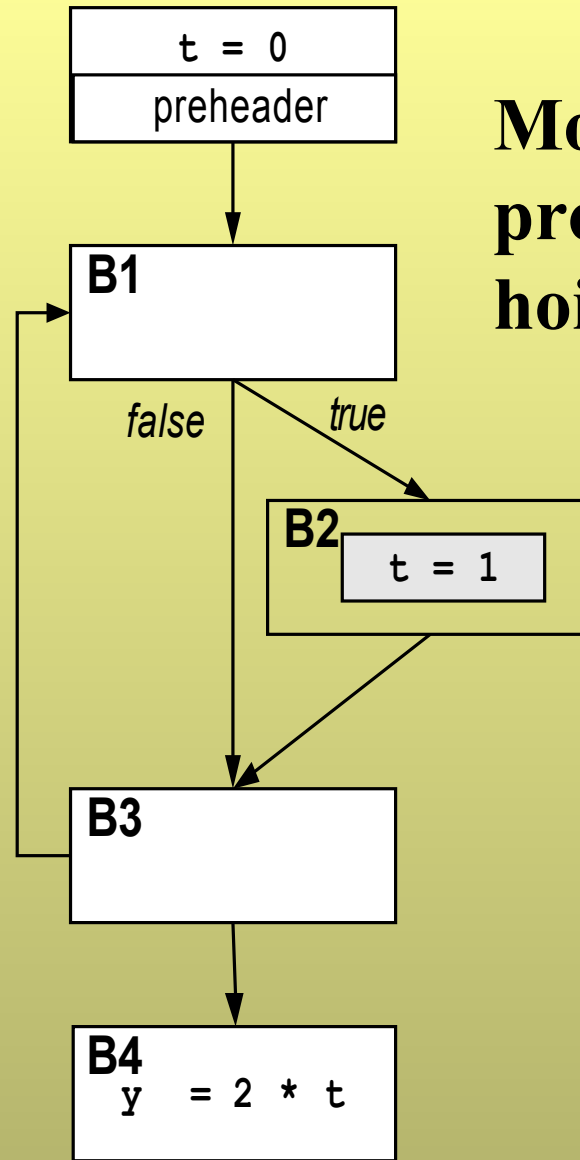 t = 0
preheader
B1
false
true
B2
t = 1
B3
B4
y = 2 * t